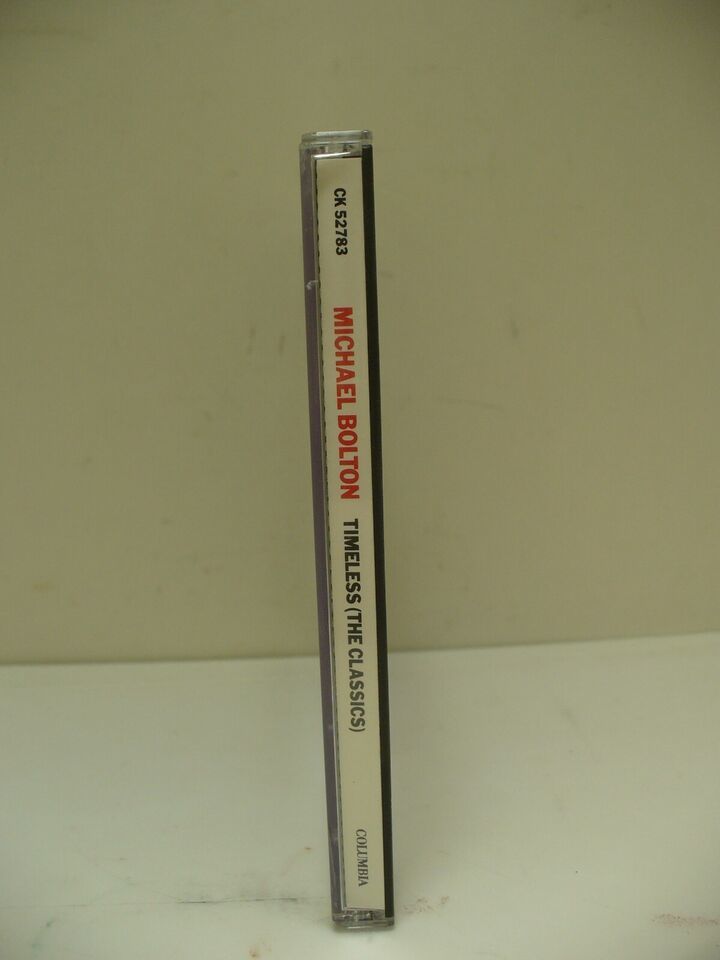 CK 52783 MICHAEL BOLTON TIMELESS (THE CLASSICS) COLUMBIA